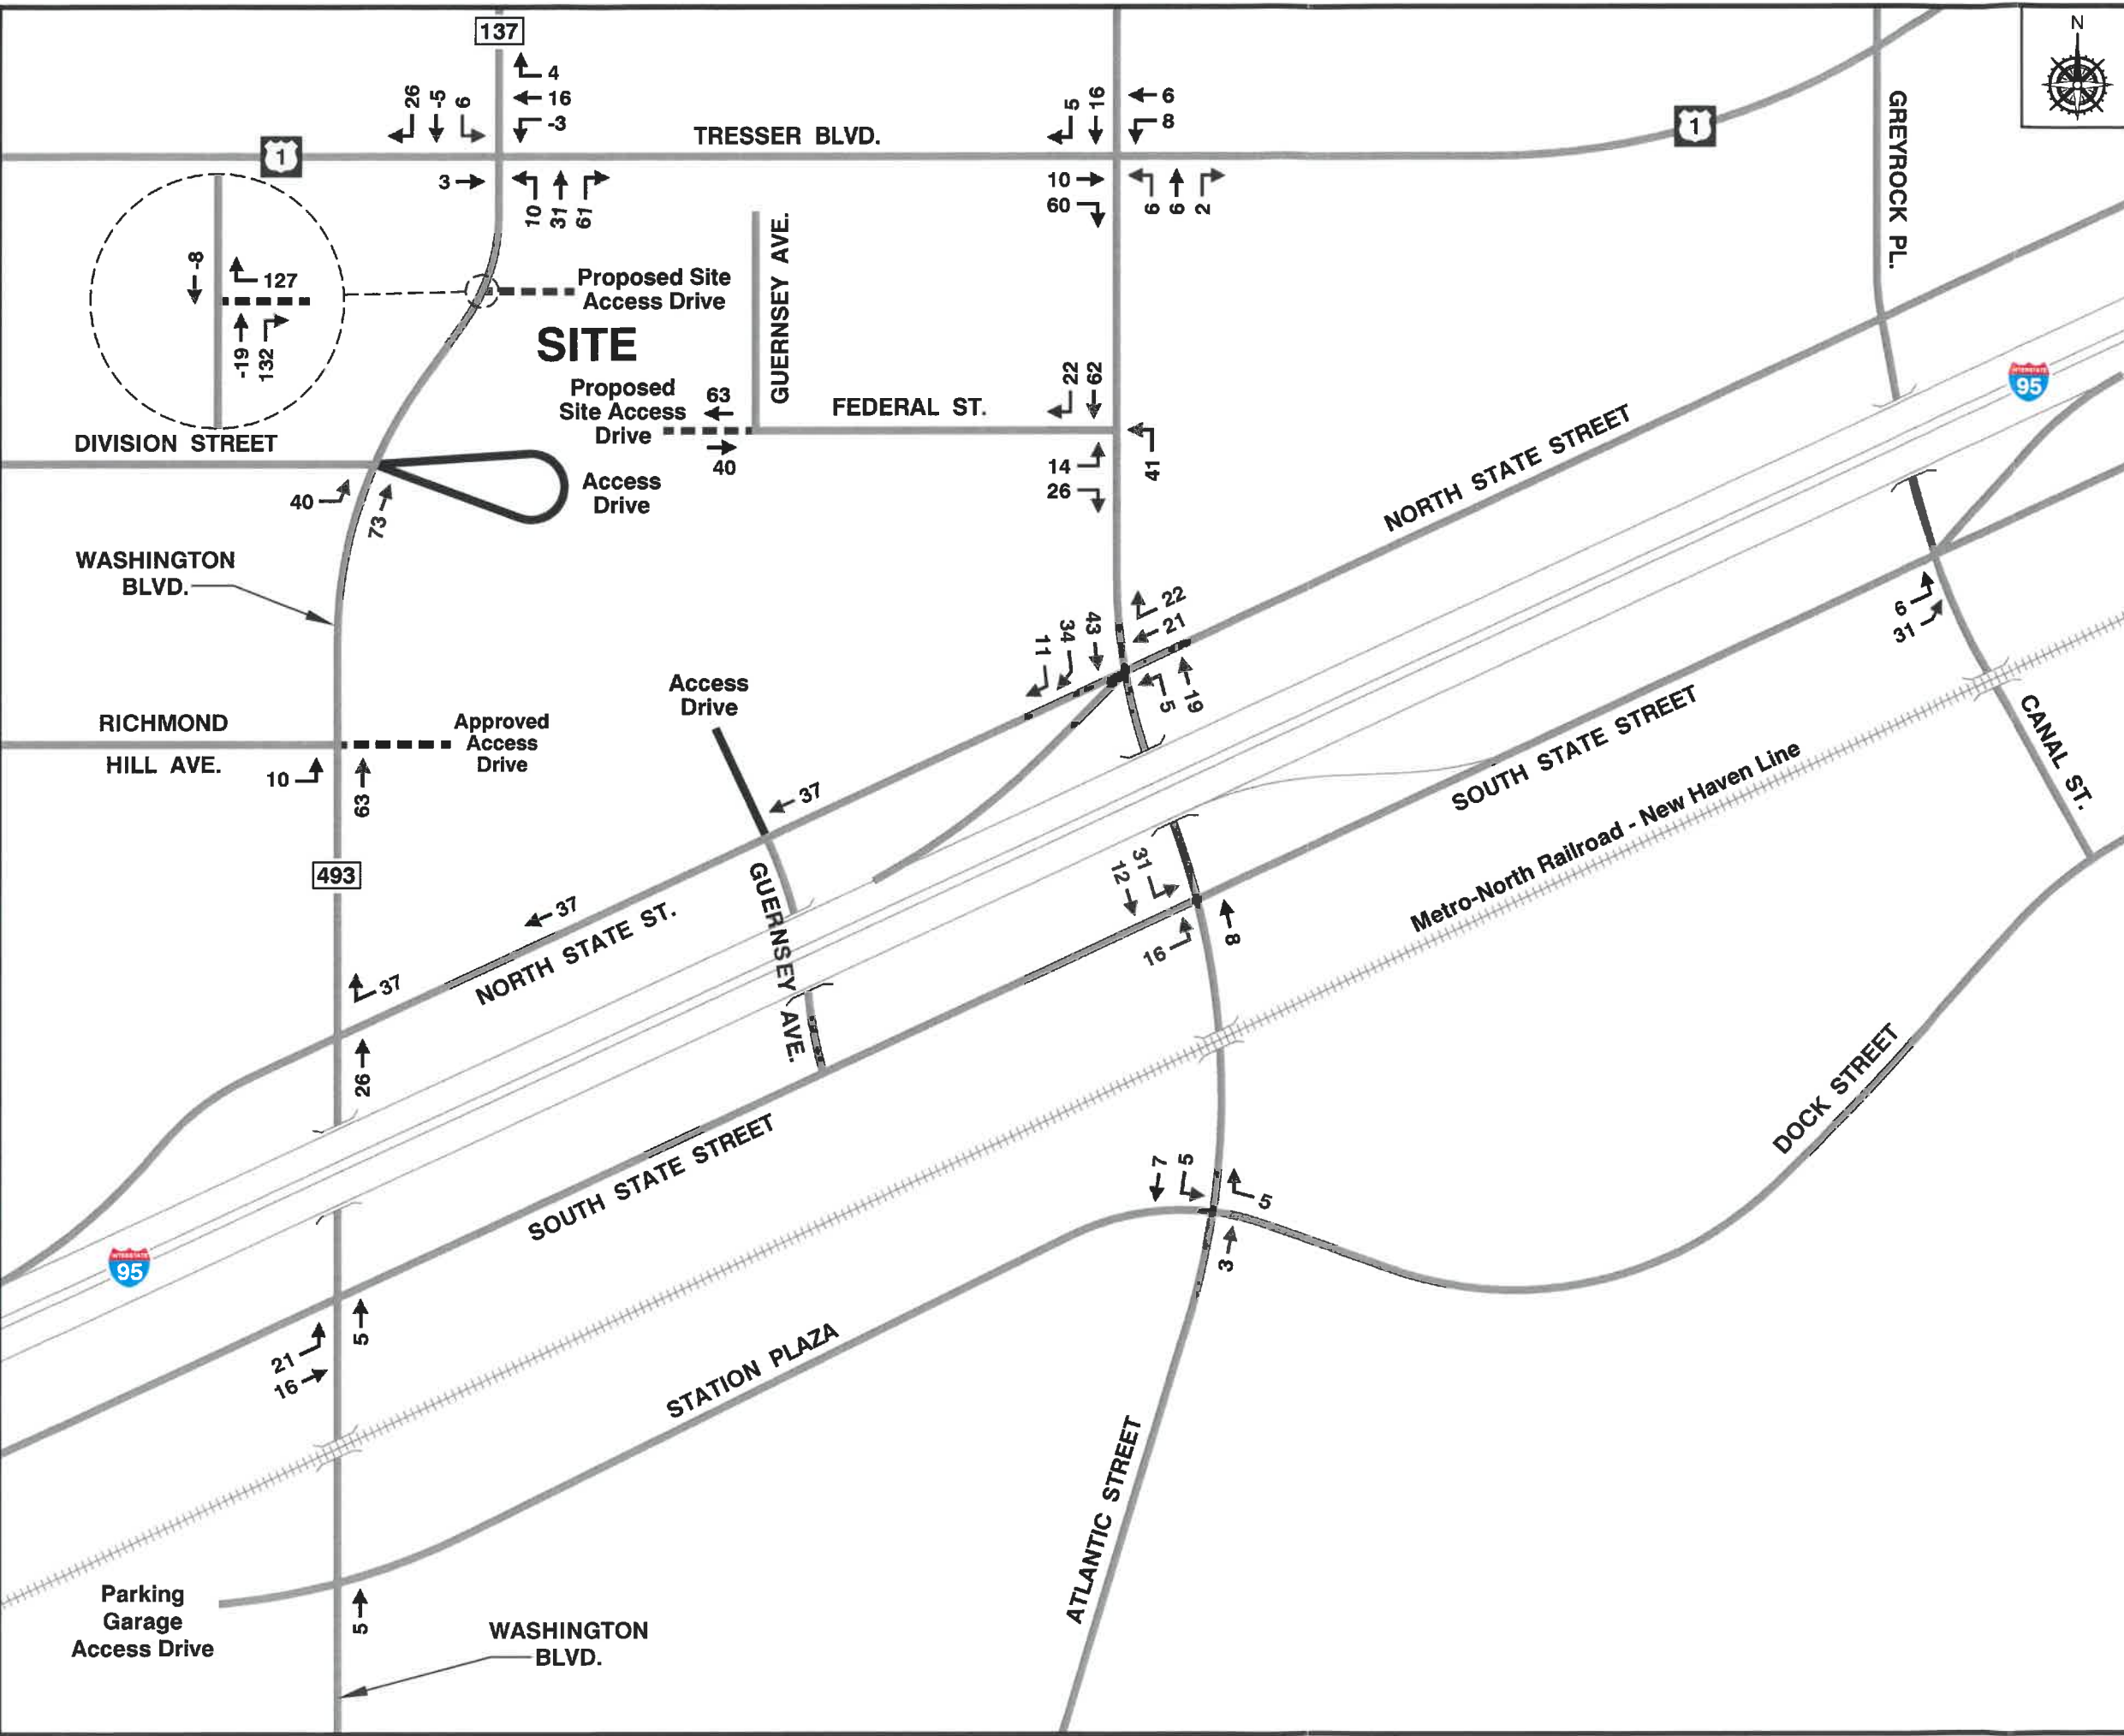 137
N
4
16
-3
26
-5
6
5
16
6
8
TRESSER BLVD.
1
1
GREYROCK PL.
3
10
31
61
10
60
6
6
2
-8
127
-19
132
Proposed Site
Access Drive
SITE
GUERNSEY AVE.
Proposed
Site Access
Drive
63
40
FEDERAL ST.
22
62
14
26
41
INTERSTATE
95
DIVISION STREET
Access
Drive
40
73
NORTH STATE STREET
WASHINGTON
BLVD.
11
34
43
22
21
5
19
6
31
Access
Drive
RICHMOND
HILL AVE.
Approved
Access
Drive
10
63
37
SOUTH STATE STREET
CANAL ST.
Metro-North Railroad - New Haven Line
493
GUERNSEY AVE.
12
31
16
8
37
NORTH STATE ST.
37
26
SOUTH STATE STREET
DOCK STREET
7
5
5
3
INTERSTATE
95
5
21
16
STATION PLAZA
ATLANTIC STREET
Parking
Garage
Access Drive
5
WASHINGTON
BLVD.